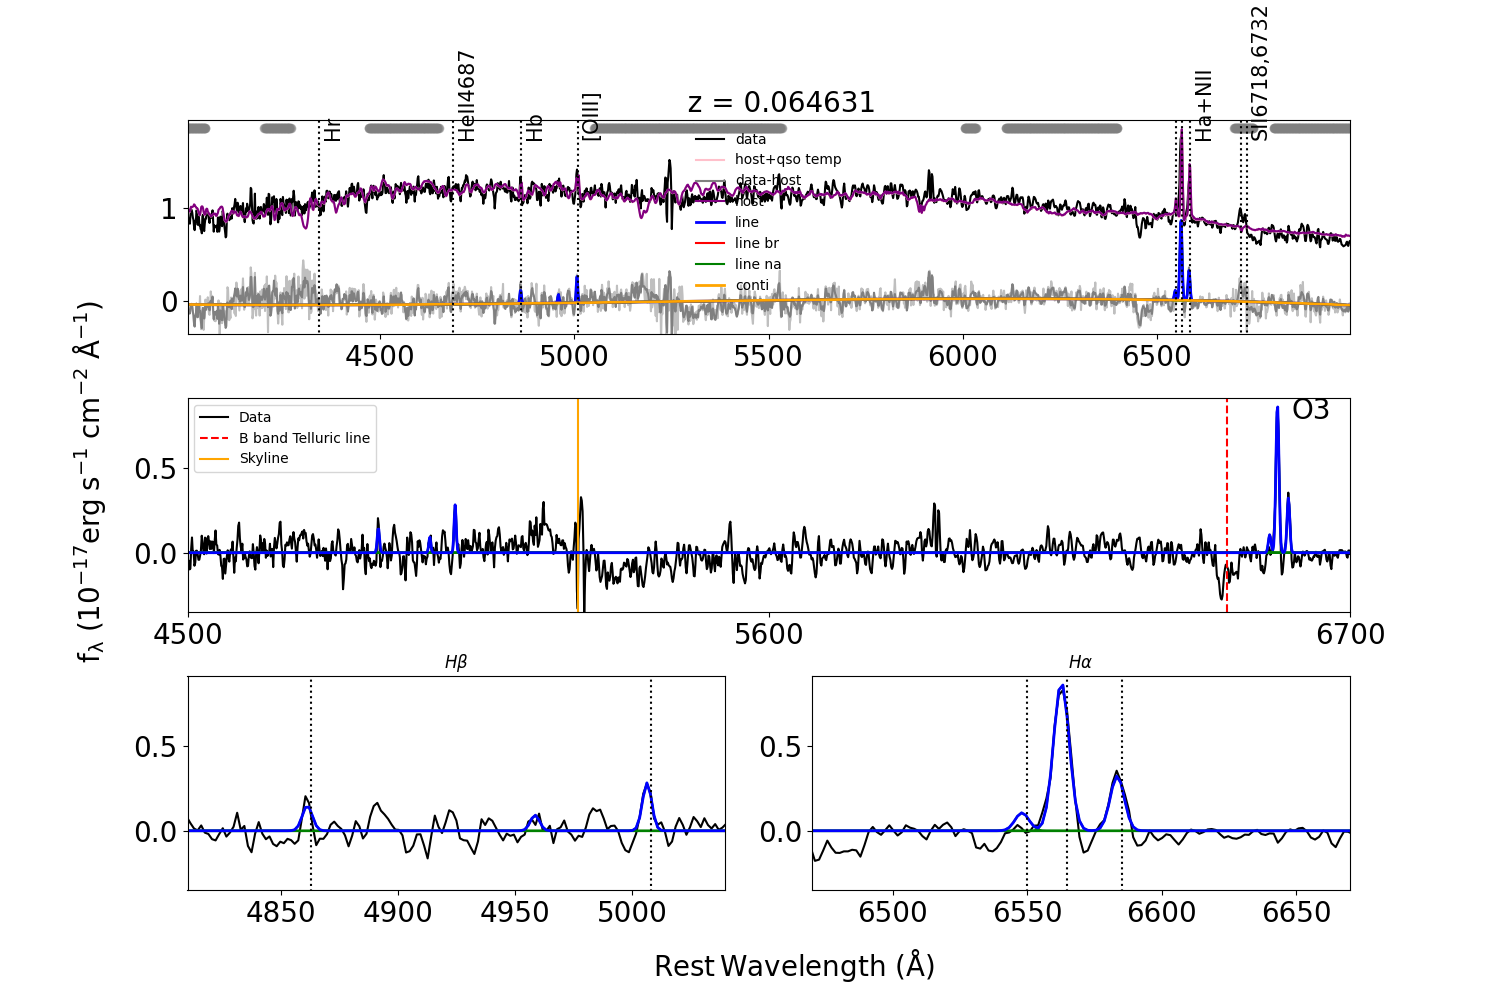 z = 0.064631
Hr
HeII4687
Hb
[OIII]
Ha+NII
SII6718,6732
data
host+qso temp
data-host
host
line
line br
line na
conti
1
0
4500 5000 5500 6000 6500
Data
B band Telluric line
Skyline
O3
0.5
0.0
4500 5600 6700
fλ (10−17erg s−1 cm−2 Å−1)
Hβ
0.5
0.0
4850 4900 4950 5000
Hα
0.5
0.0
6500 6550 6600 6650
Rest Wavelength (Å)